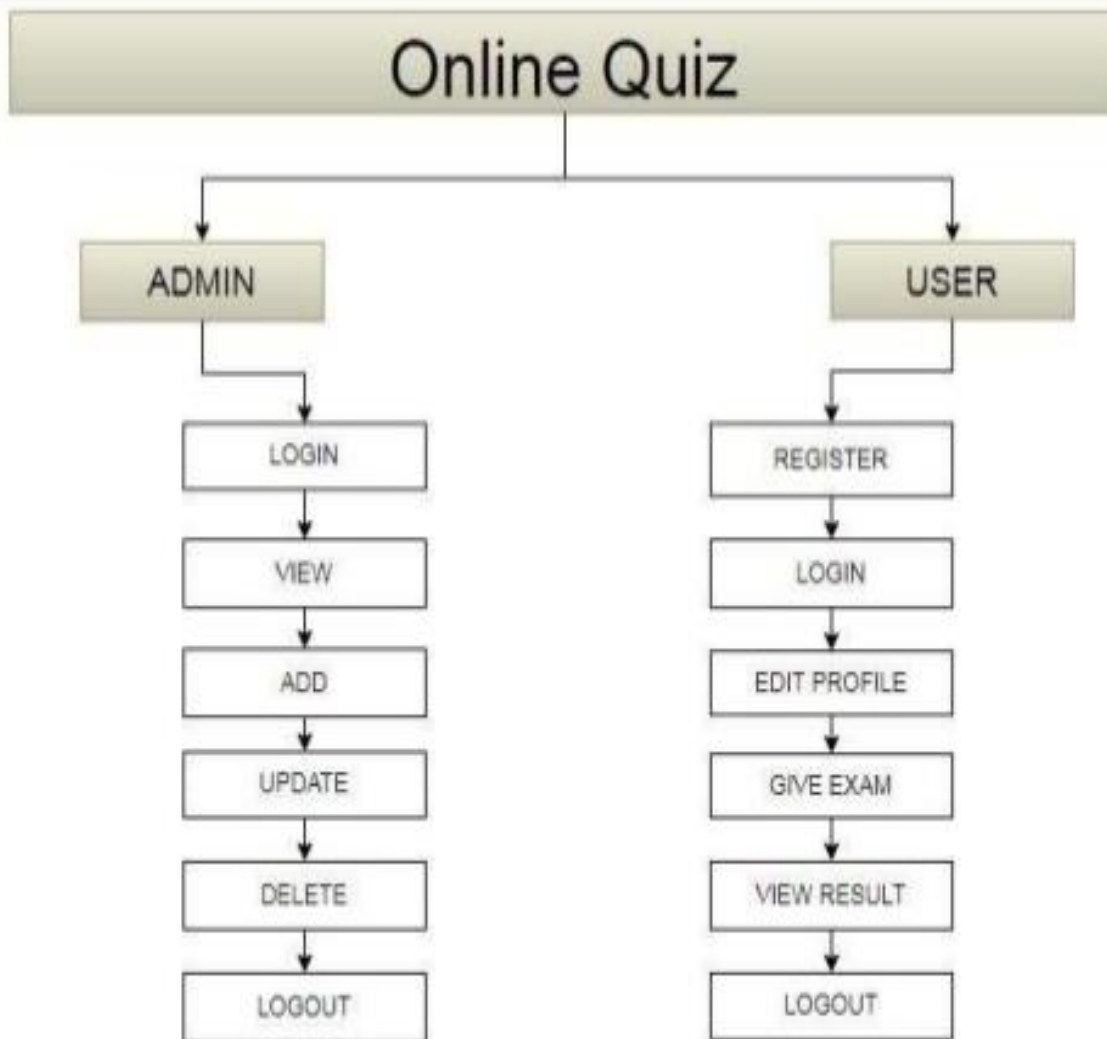 Online Quiz
ADMIN
USER
LOGIN
VIEW
ADD
UPDATE
DELETE
LOGOUT
REGISTER
LOGIN
EDIT PROFILE
GIVE EXAM
VIEW RESULT
LOGOUT